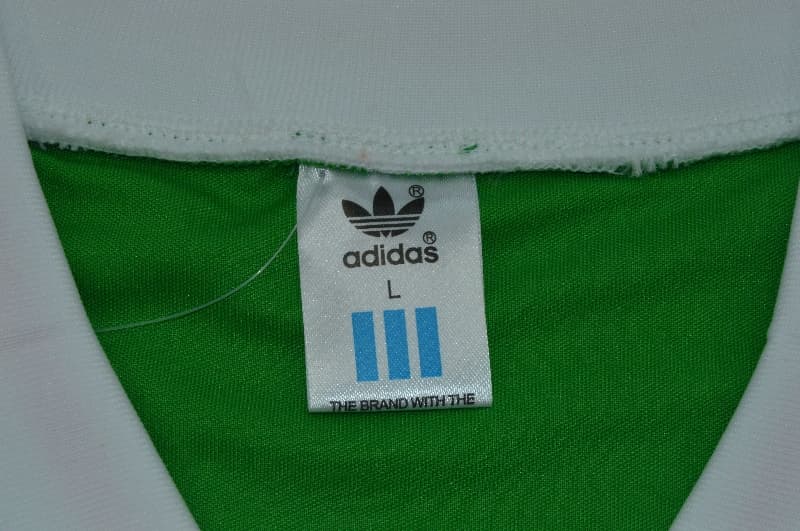 ®
adidas®
L
THE BRAND WITH THE